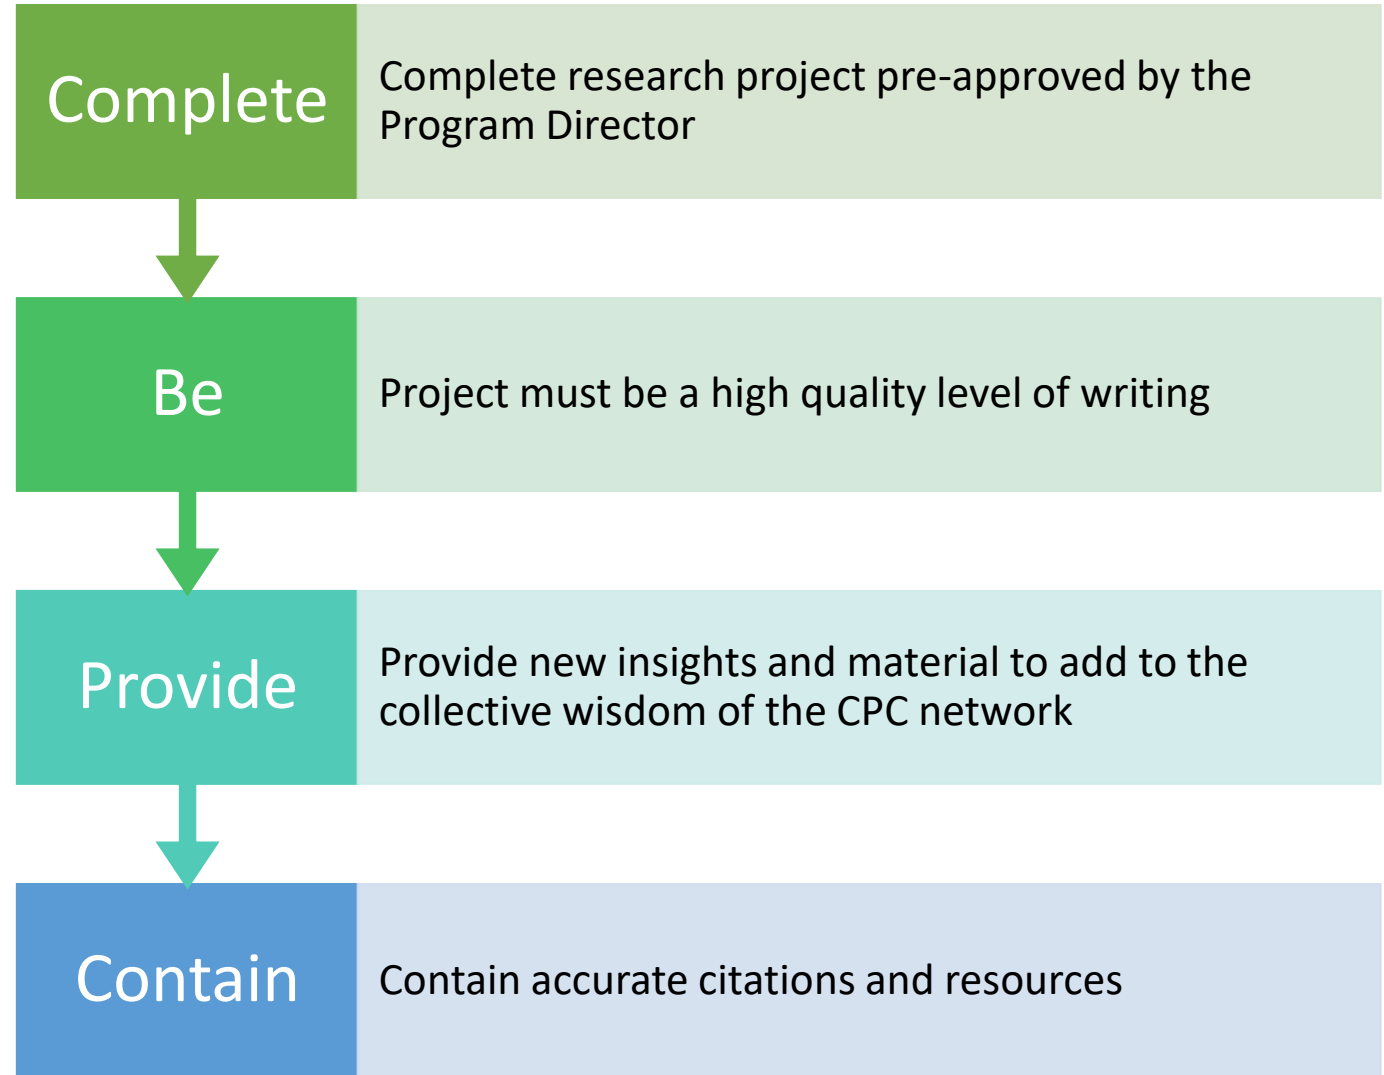 Complete
Complete research project pre-approved by the
Program Director
Be
Project must be a high quality level of writing
Provide
Provide new insights and material to add to the
collective wisdom of the CPC network
Contain
Contain accurate citations and resources